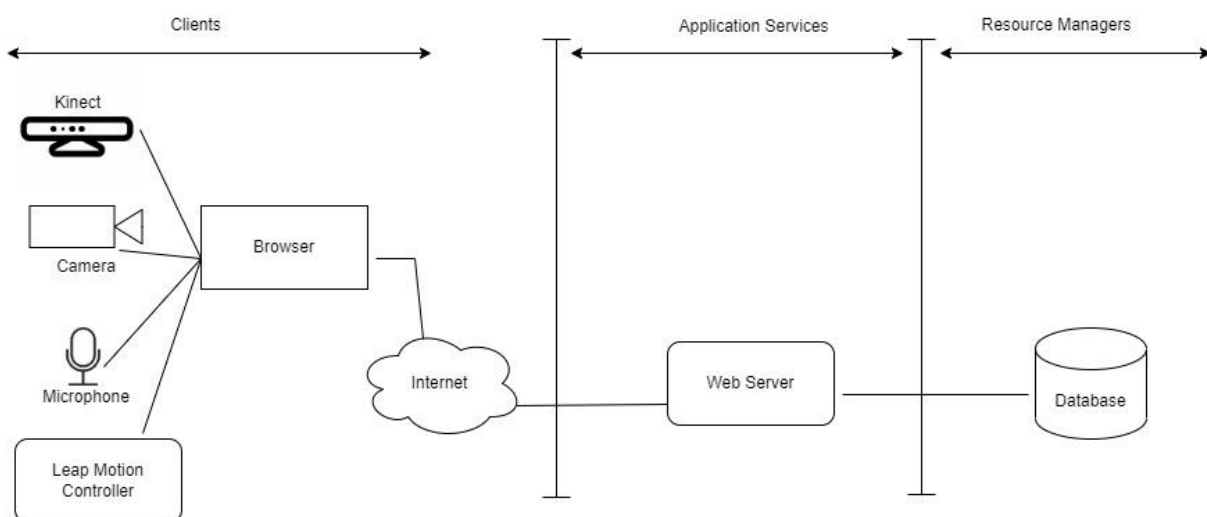 Clients
Application Services
Resource Managers
Kinect
Browser
Camera
Internet
Web Server
Microphone
Database
Leap Motion
Controller